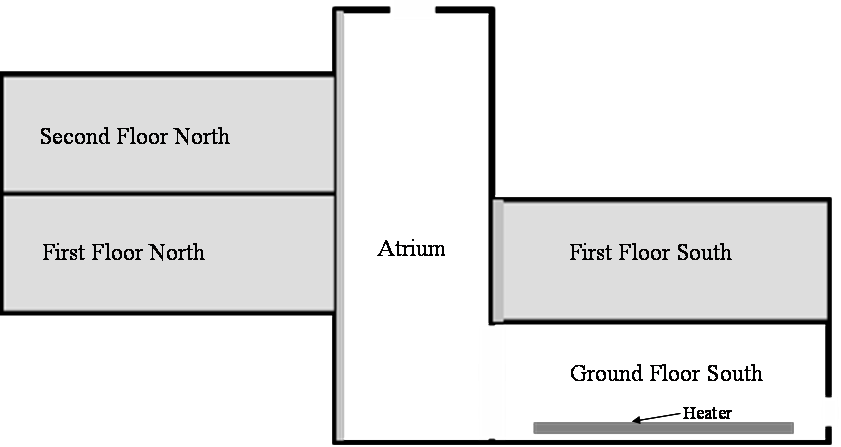 Second Floor North
First Floor North
Atrium
First Floor South
Ground Floor South
Heater